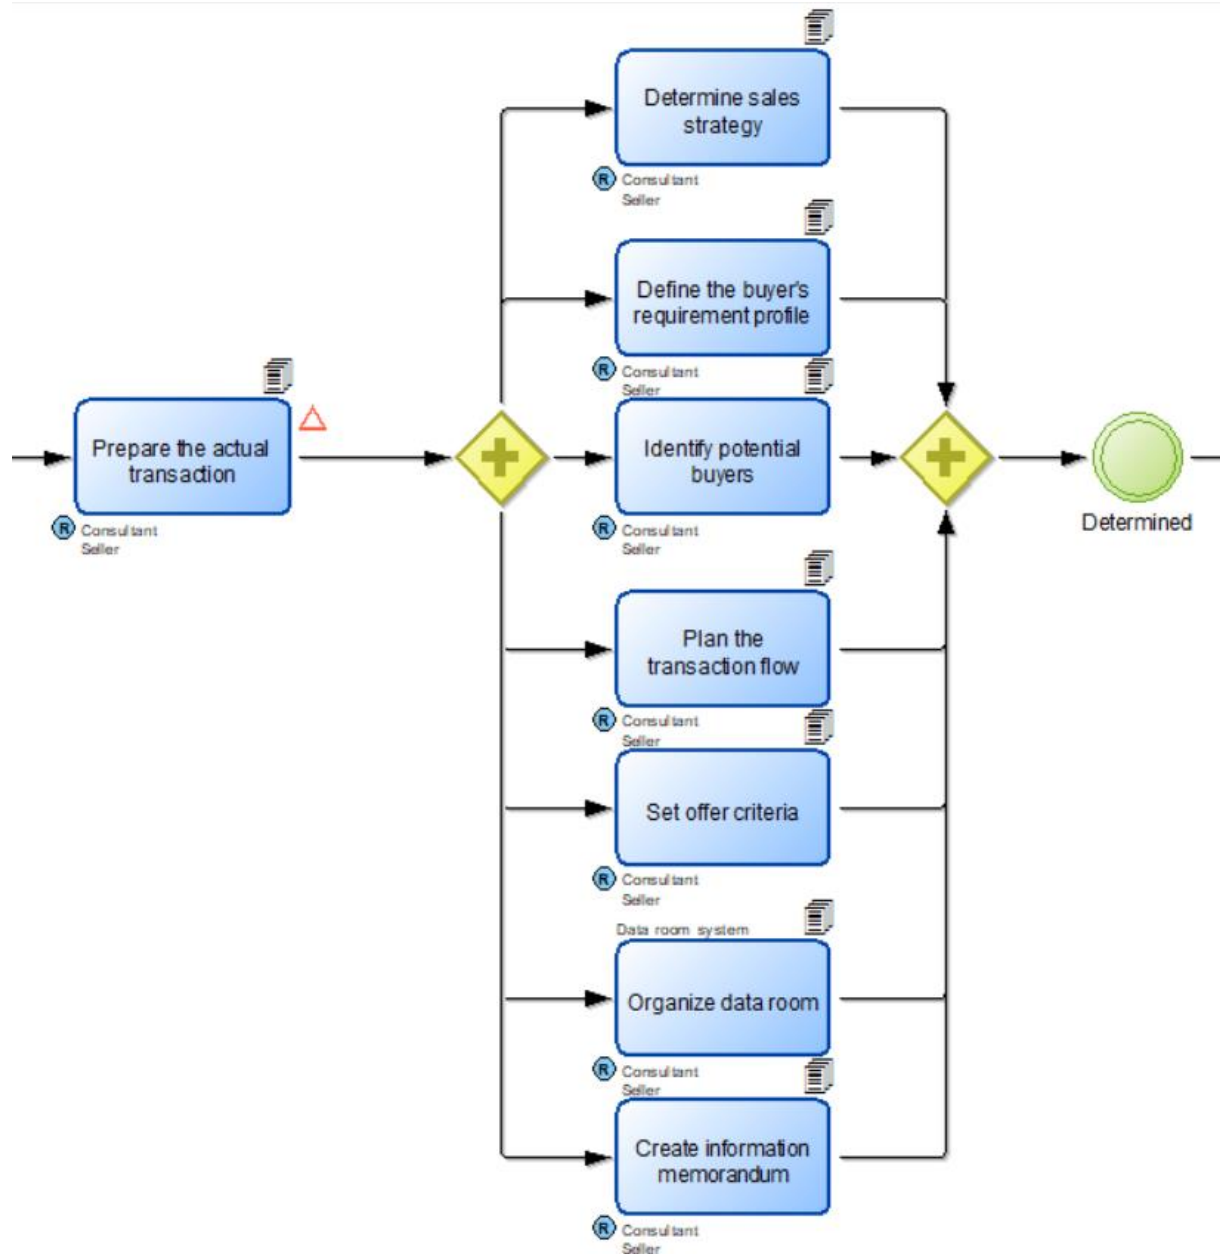 Determine sales
strategy
R Consultant
Seller
Define the buyer's
requirement profile
R Consultant
Seller
Prepare the actual
transaction
R Consultant
Seller
Identify potential
buyers
R Consultant
Seller
Determined
Plan the
transaction flow
R Consultant
Seller
Set offer criteria
R Consultant
Seller
Data room system
Organize data room
R Consultant
Seller
Create information
memorandum
R Consultant
Seller